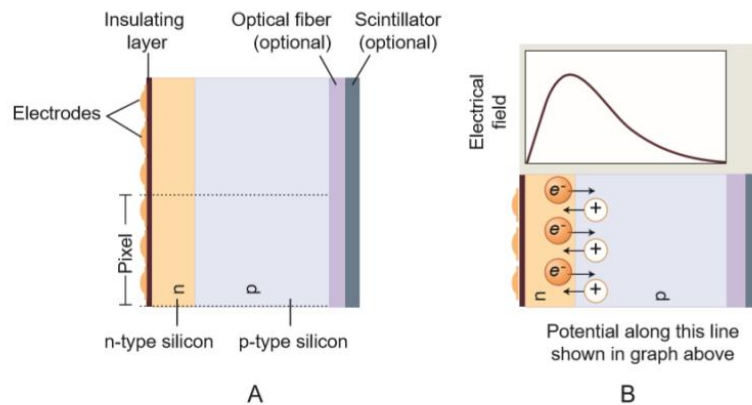 Insulating
layer
Optical fiber
(optional)
Scintillator
(optional)
Electrodes
Pixel
n
p
n-type silicon
p-type silicon
A
Electrical
field
e-
+
e-
+
e-
+
n
p
Potential along this line
shown in graph above
B